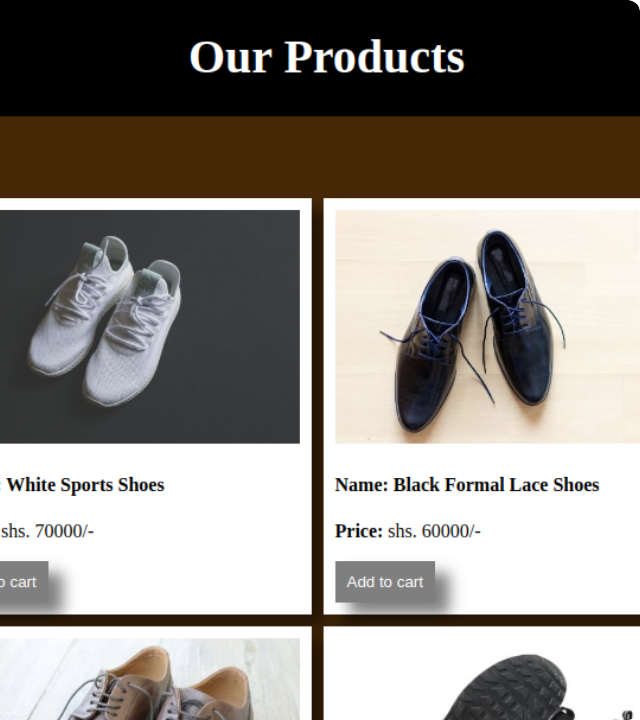 Our Products
: White Sports Shoes
Name: Black Formal Lace Shoes
shs. 70000/-
Price: shs. 60000/-
o cart
Add to cart